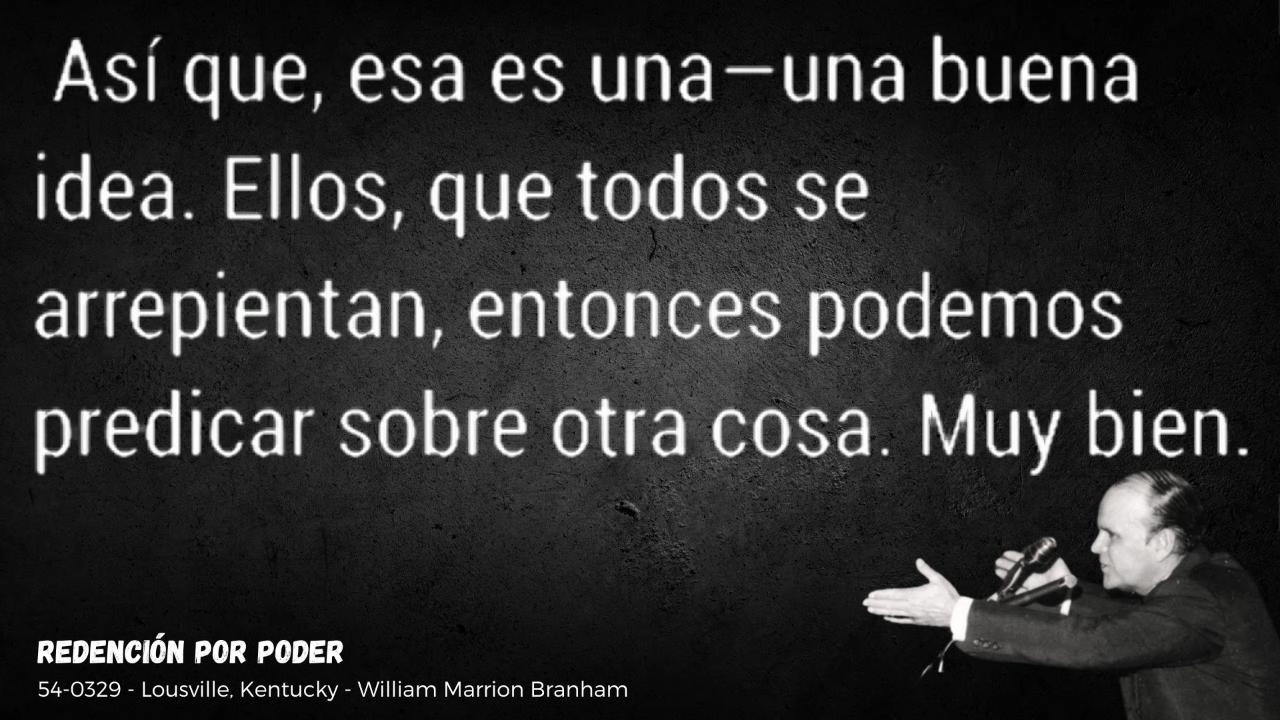 Así que, esa es una—una buena
idea. Ellos, que todos se
arrepientan, entonces podemos
predicar sobre otra cosa. Muy bien.
REDENCIÓN POR PODER
54-0329 - Lousville, Kentucky - William Marrion Branham